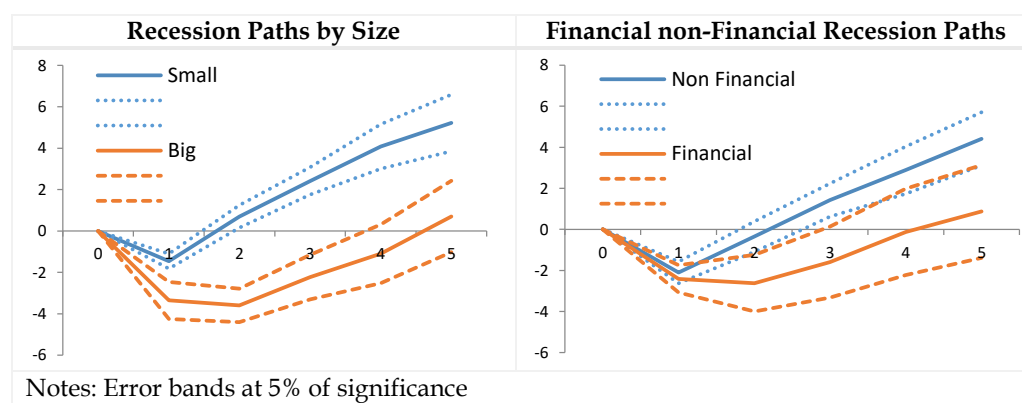 Recession Paths by Size
Financial non-Financial Recession Paths
8
6
4
2
0
-2
-4
-6
0 1 2 3 4 5
Small
Big
8
6
4
2
0
-2
-4
-6
0 1 2 3 4 5
Non Financial
Financial
Notes: Error bands at 5% of significance